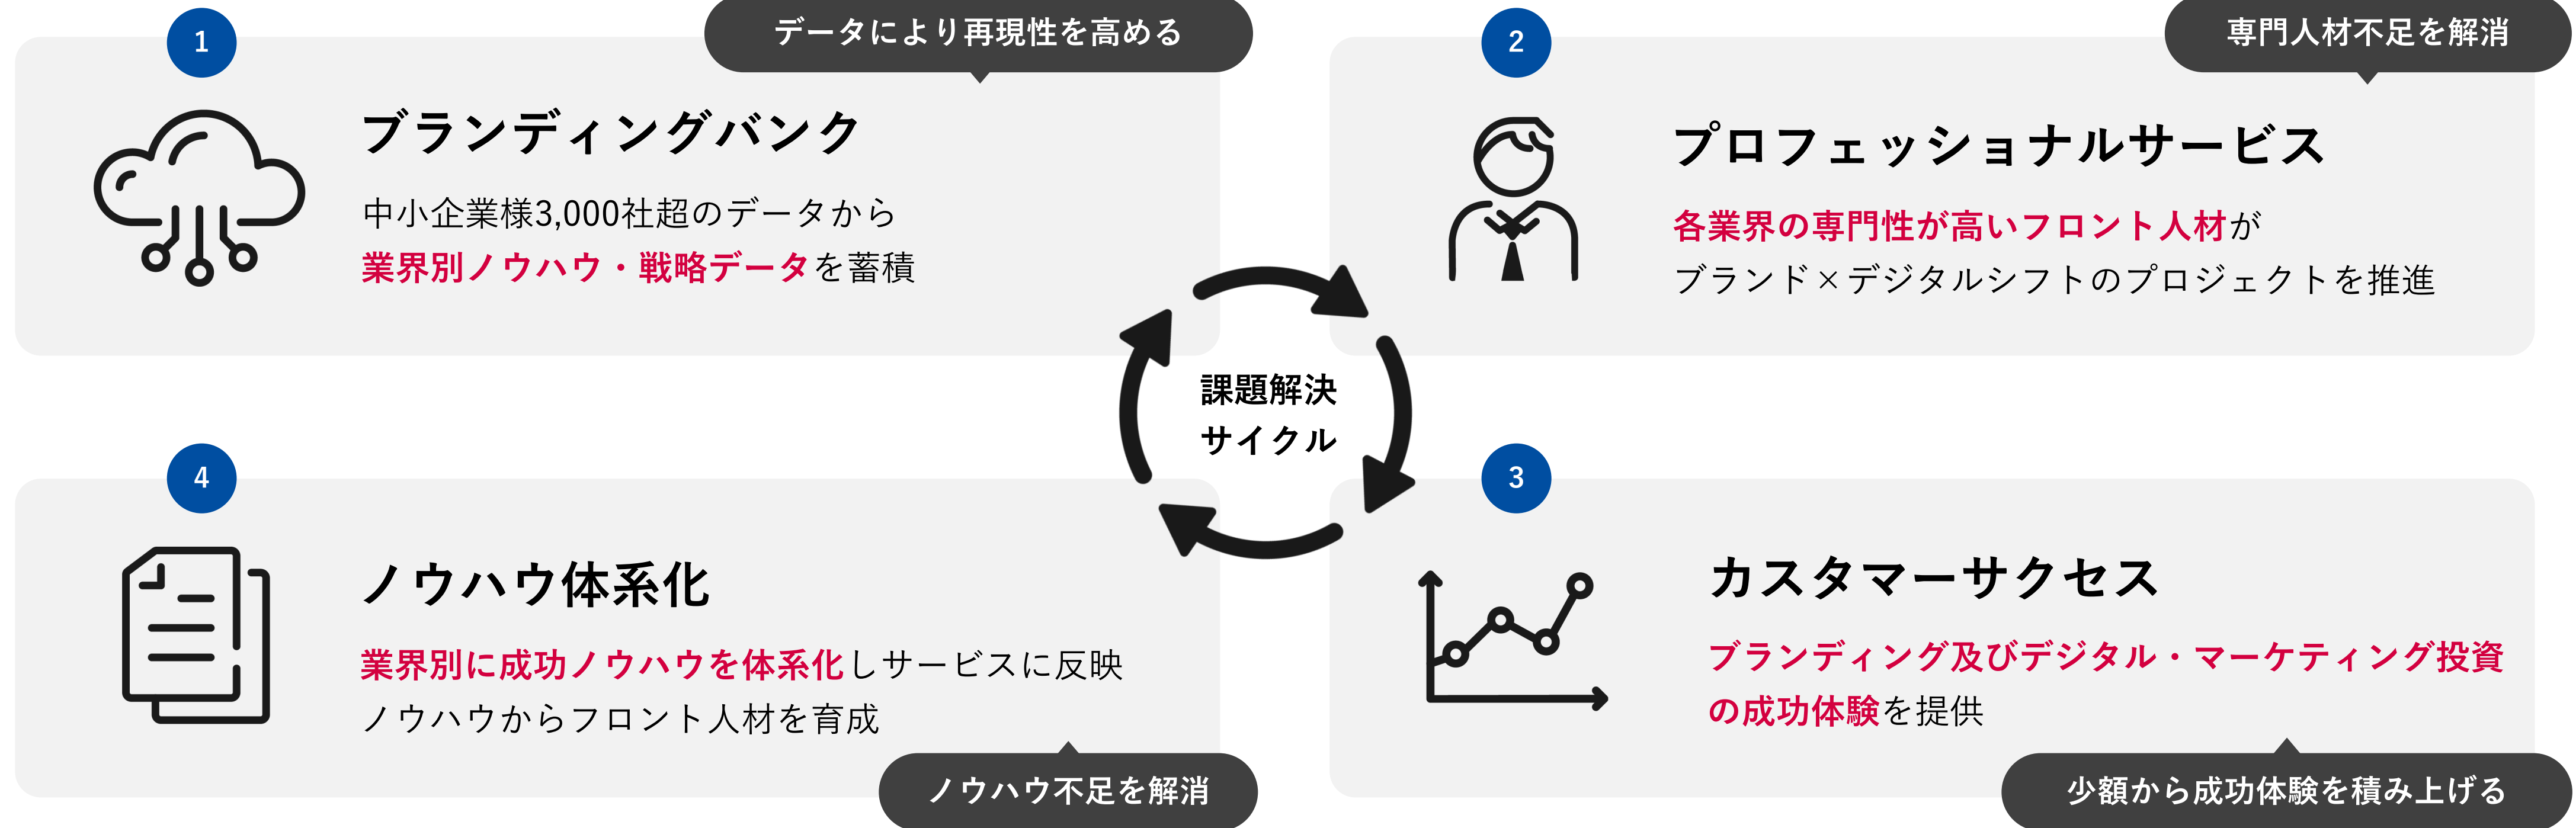 1
データにより再現性を高める
ブランディングバンク
中小企業様3,000社超のデータから
業界別ノウハウ・戦略データを蓄積
2
専門人材不足を解消
プロフェッショナルサービス
各業界の専門性が高いフロント人材が
ブランド×デジタルシフトのプロジェクトを推進
課題解決
サイクル
3
カスタマーサクセス
ブランディング及びデジタル・マーケティング投資
の成功体験を提供
少額から成功体験を積み上げる
4
ノウハウ体系化
業界別に成功ノウハウを体系化しサービスに反映
ノウハウからフロント人材を育成
ノウハウ不足を解消